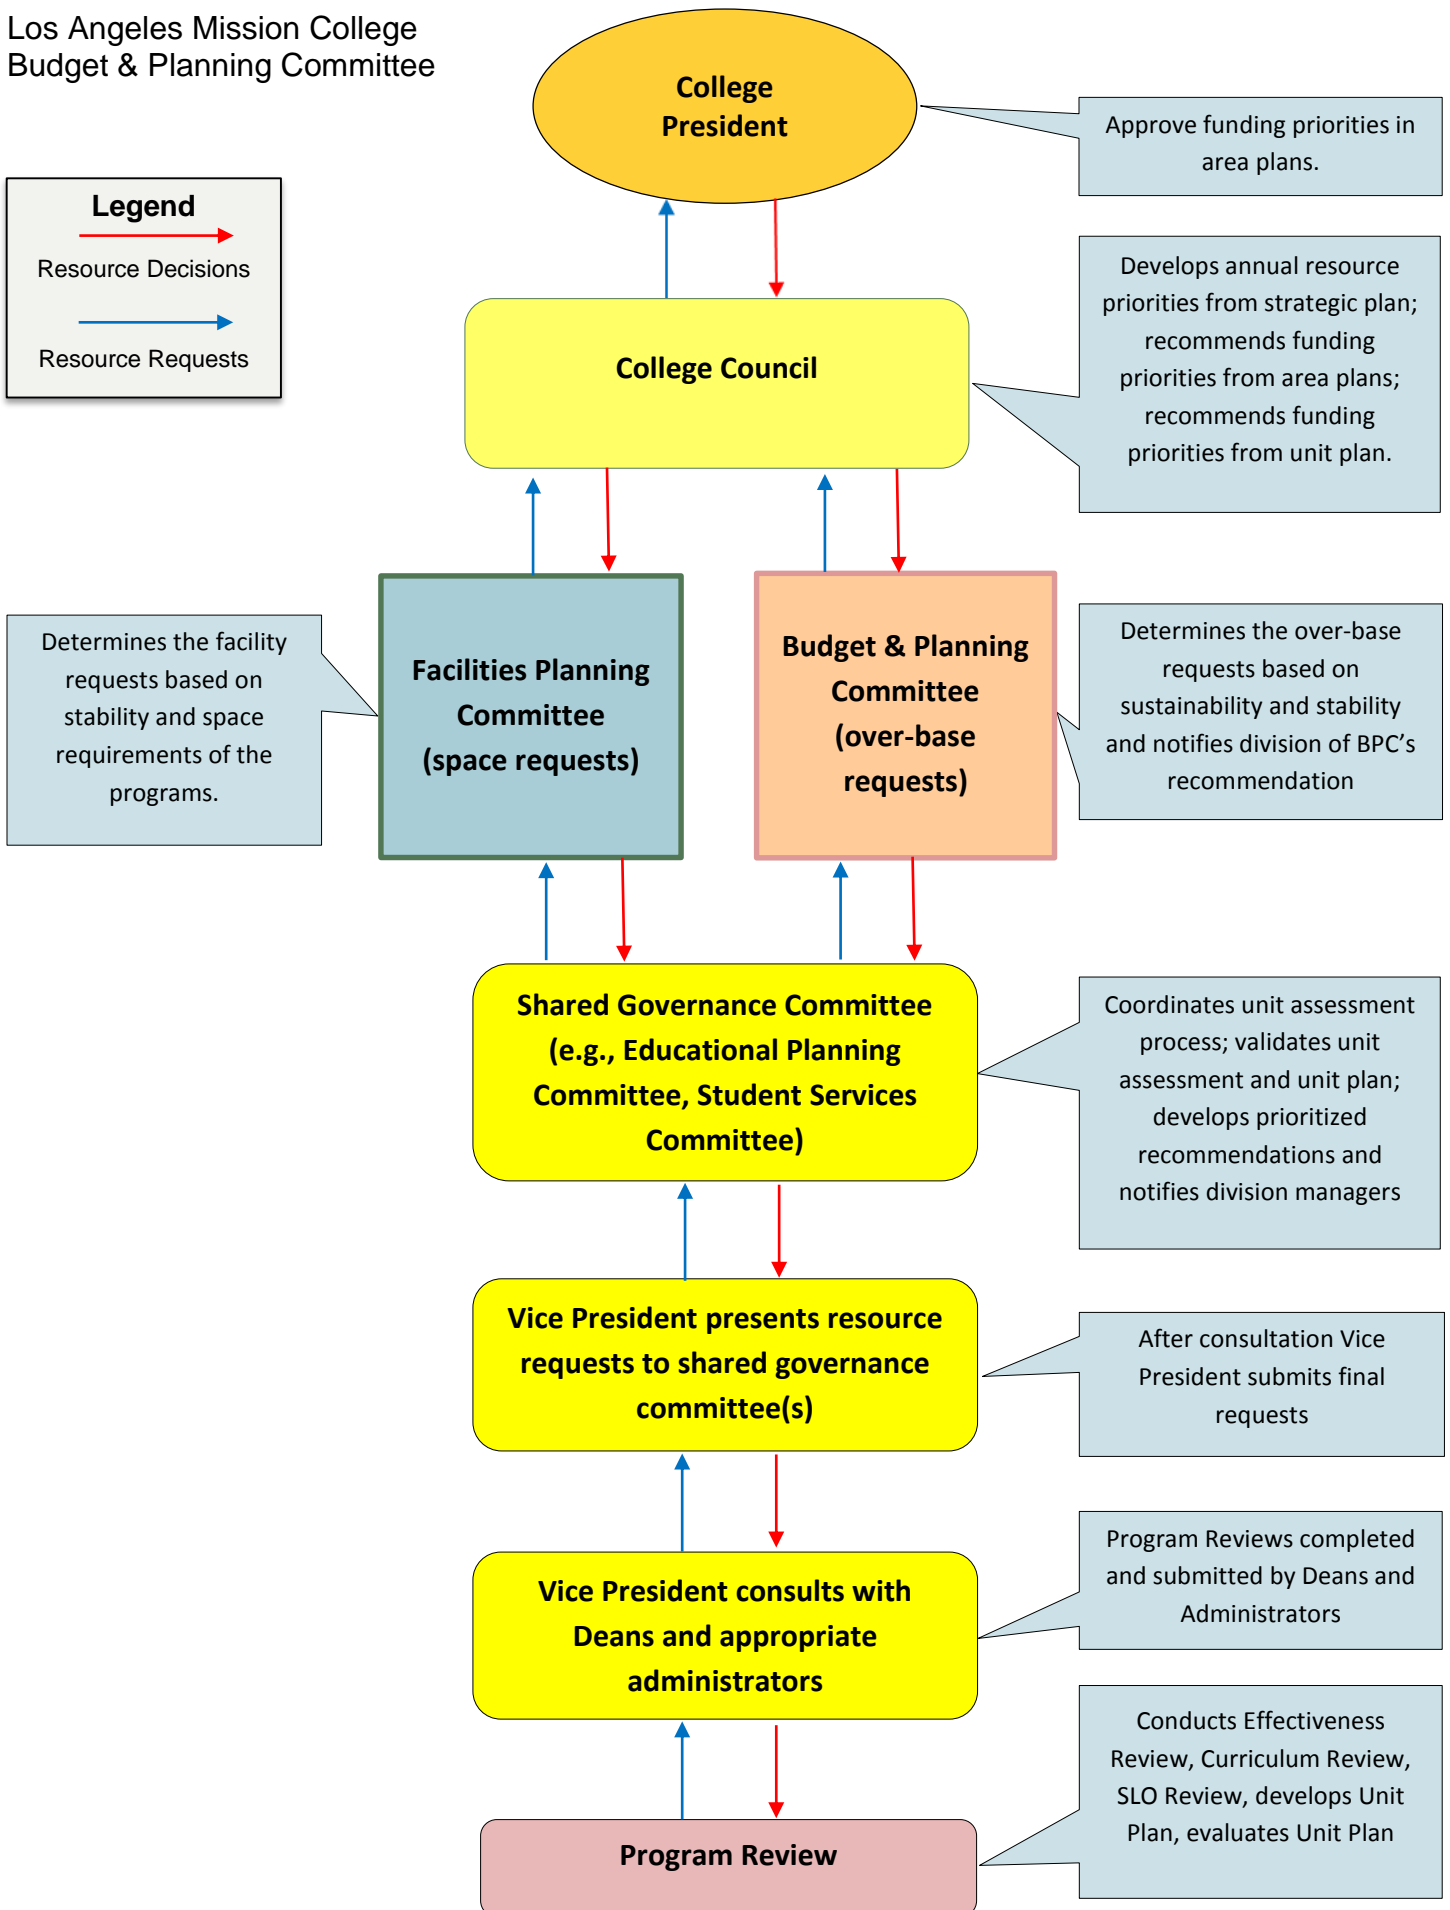 Los Angeles Mission College
Budget & Planning Committee
College
President
Approve funding priorities in
area plans.
Legend
Resource Decisions
Resource Requests
Develops annual resource
priorities from strategic plan;
recommends funding
priorities from area plans;
recommends funding
priorities from unit plan.
College Council
Determines the facility
requests based on
stability and space
requirements of the
programs.
Facilities Planning
Committee
(space requests)
Budget & Planning
Committee
(over-base
requests)
Determines the over-base
requests based on
sustainability and stability
and notifies division of BPC’s
recommendation
Shared Governance Committee
(e.g., Educational Planning
Committee, Student Services
Committee)
Coordinates unit assessment
process; validates unit
assessment and unit plan;
develops prioritized
recommendations and
notifies division managers
Vice President presents resource
requests to shared governance
committee(s)
After consultation Vice
President submits final
requests
Vice President consults with
Deans and appropriate
administrators
Program Reviews completed
and submitted by Deans and
Administrators
Conducts Effectiveness
Review, Curriculum Review,
SLO Review, develops Unit
Plan, evaluates Unit Plan
Program Review